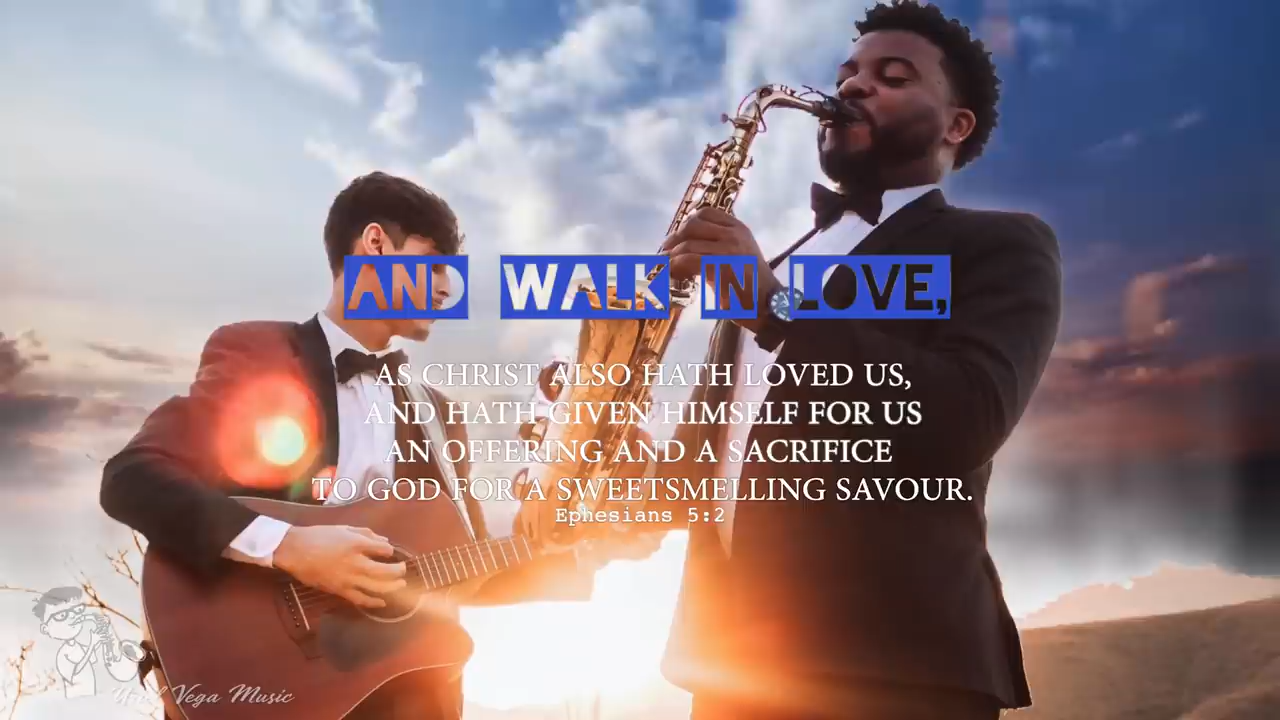 AND WALK IN LOVE,
AS CHRIST ALSO HATH LOVED US,
AND HATH GIVEN HIMSELF FOR US
AN OFFERING AND A SACRIFICE
TO GOD FOR A SWEETSMELLING SAVOUR.
Ephesians 5:2
Vega Music